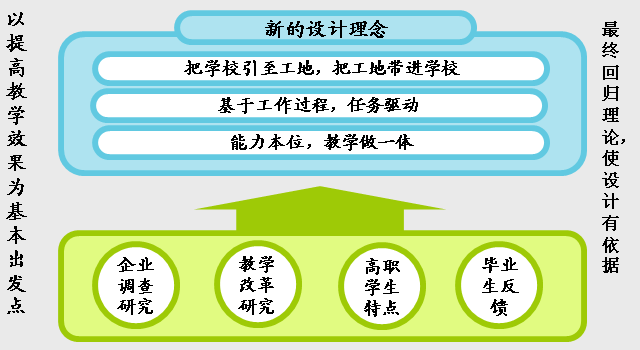 以提高教学效果为基本出发点
新的设计理念
把学校引至工地，把工地带进学校
基于工作过程，任务驱动
能力本位，教学做一体
企业
调查
研究
教学
改革
研究
高职
学生
特点
毕业
生反
馈
最终回归理论，使设计有依据